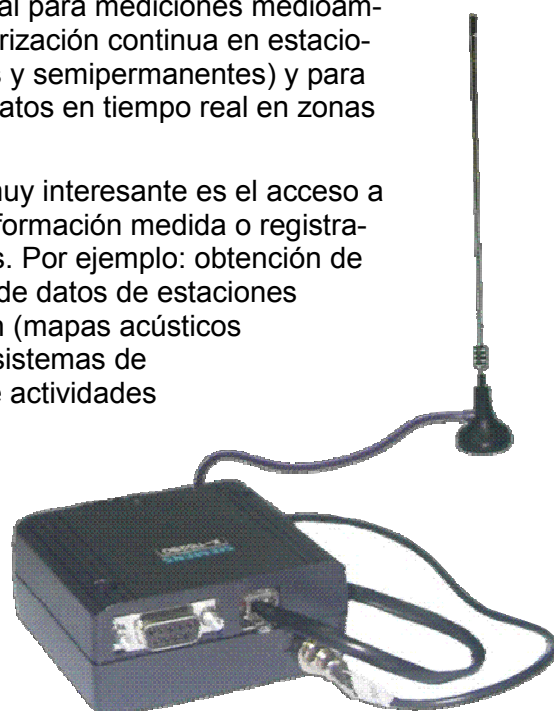 al para mediciones medioam-
rización continua en estacio-
s y semipermanentes) y para
atos en tiempo real en zonas
muy interesante es el acceso a
formación medida o registra-
s. Por ejemplo: obtención de
de datos de estaciones
n (mapas acústicos
sistemas de
e actividades